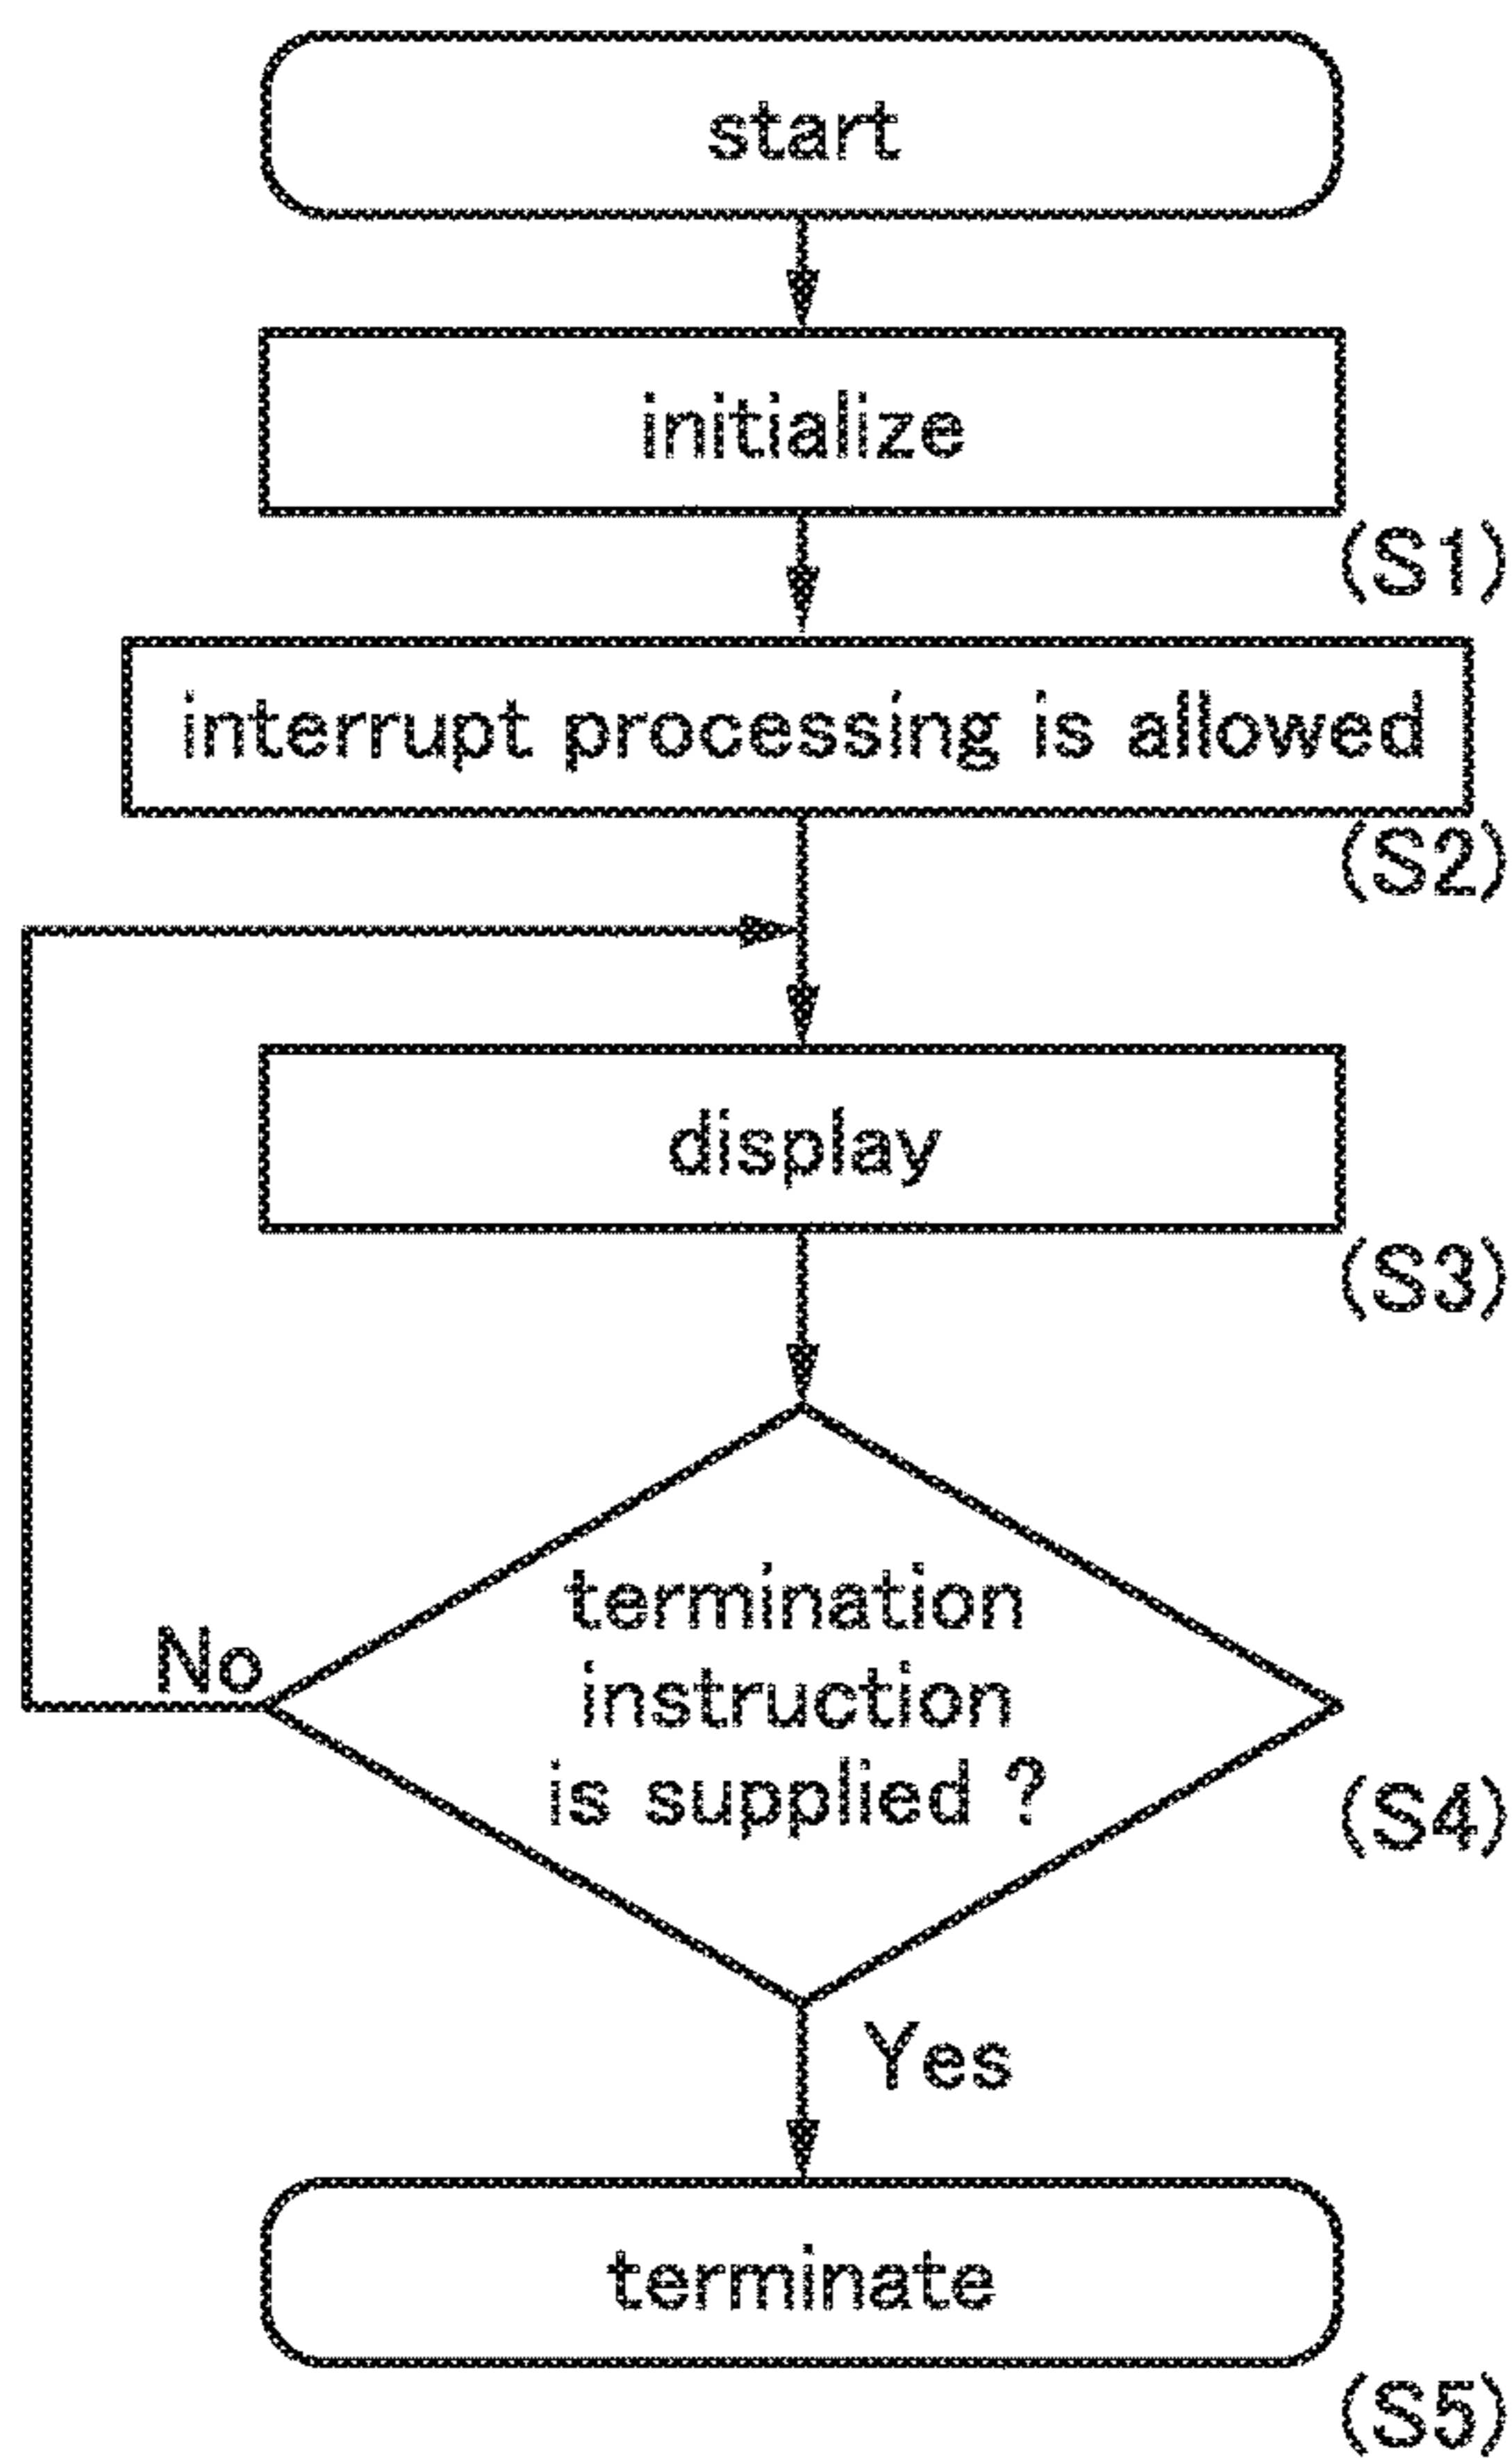 start
initialize
(S1)
interrupt processing is allowed
(S2)
display
(S3)
termination
instruction
is supplied ?
No
(S4)
Yes
terminate
(S5)